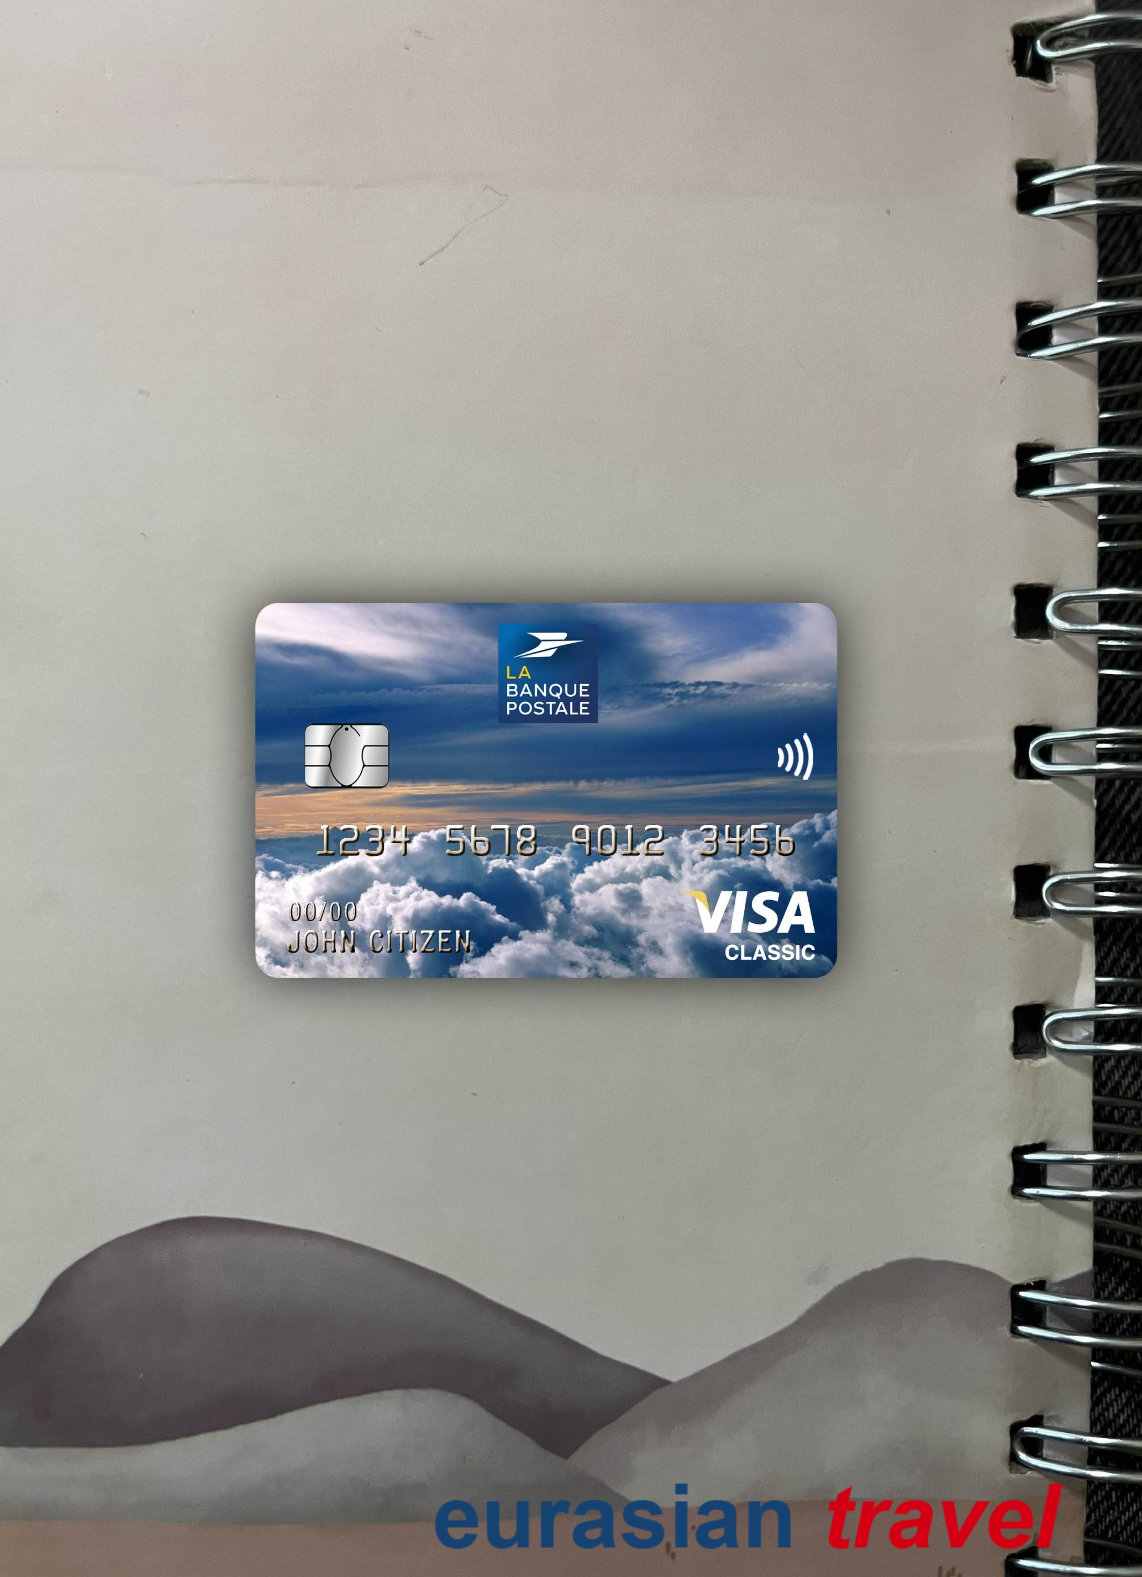 LA
BANQUE
POSTALE
1234 5678 9012 3456
00/00
JOHN CITIZEN
VISA
CLASSIC
eurasian travel